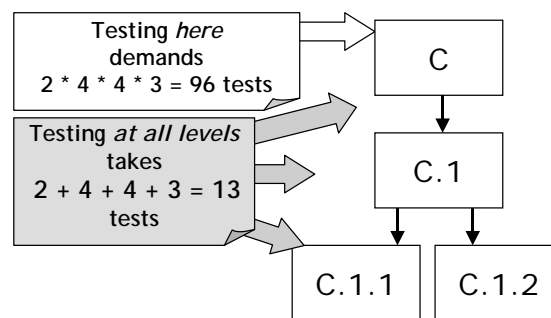 Testing here
demands
2 * 4 * 4 * 3 = 96 tests
C
Testing at all levels
takes
2 + 4 + 4 + 3 = 13
tests
C.1
C.1.1
C.1.2